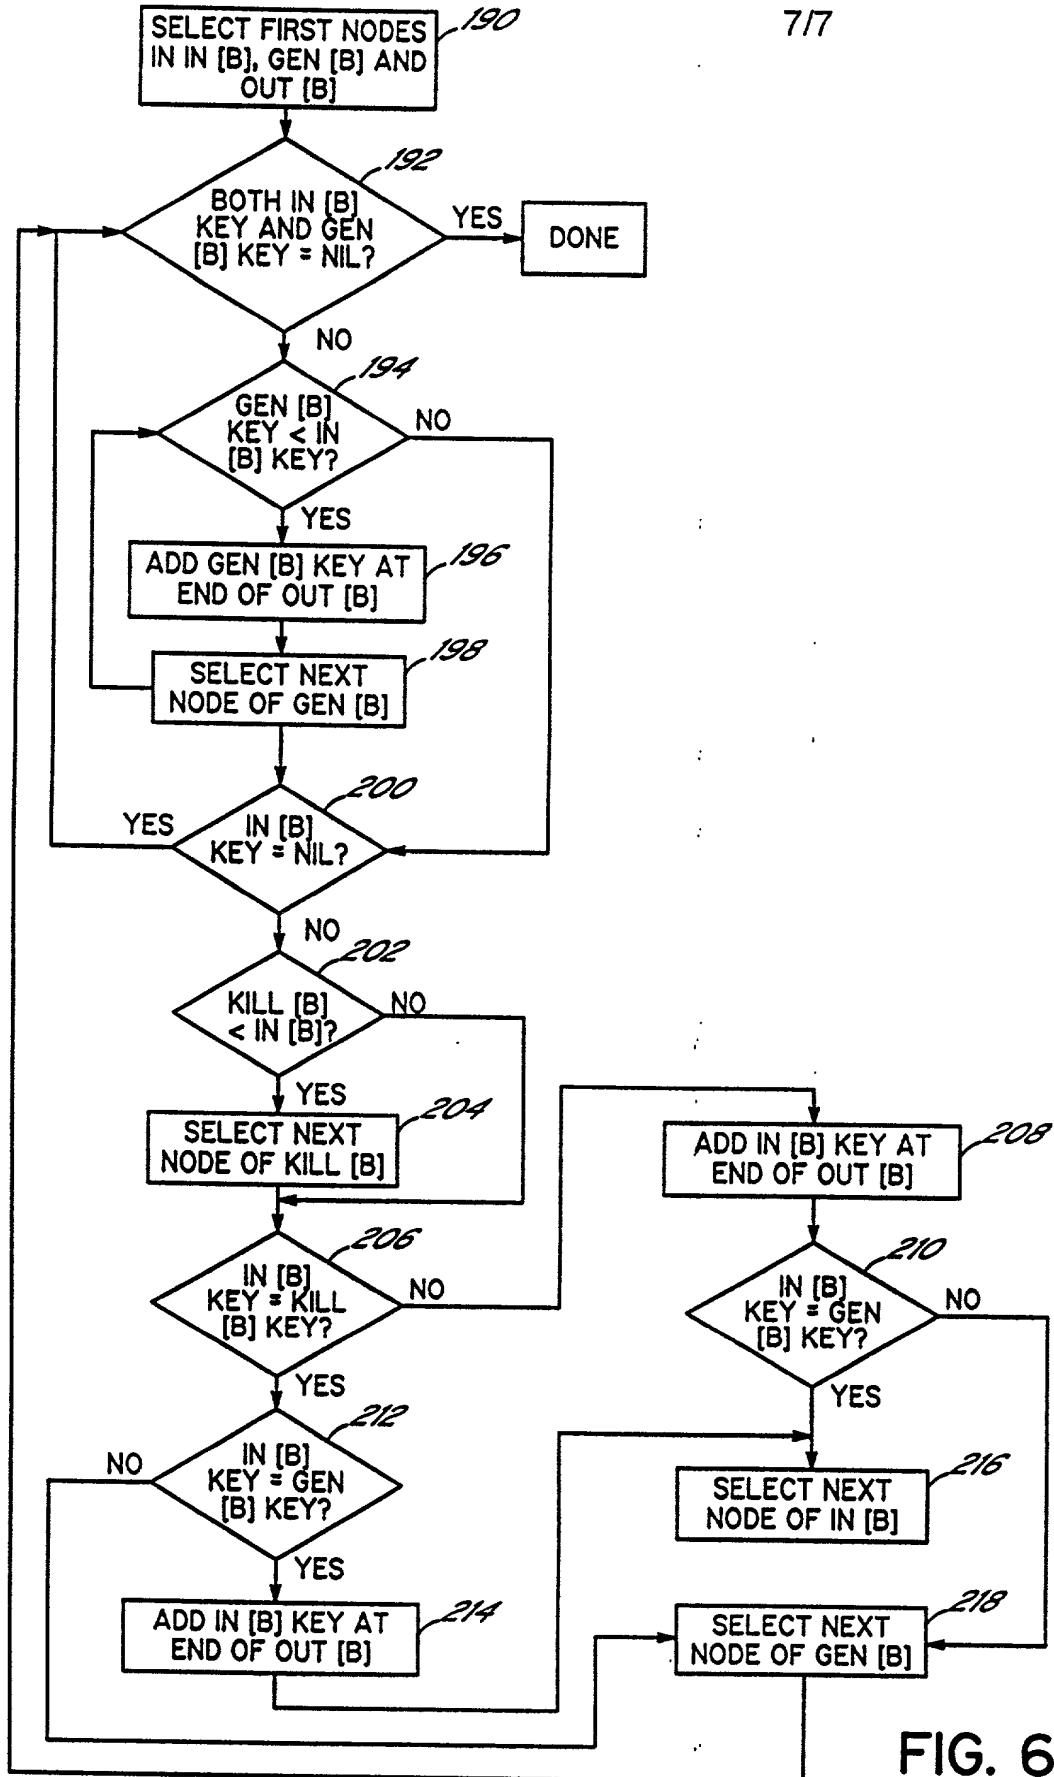 7/7
190
SELECT FIRST NODES
IN IN [B], GEN [B] AND
OUT [B]
192
BOTH IN [B]
KEY AND GEN
[B] KEY = NIL?
YES
DONE
NO
194
GEN [B]
KEY < IN
[B] KEY?
NO
YES
196
ADD GEN [B] KEY AT
END OF OUT [B]
198
SELECT NEXT
NODE OF GEN [B]
200
YES
IN [B]
KEY = NIL?
NO
202
KILL [B]
< IN [B]?
NO
YES
204
SELECT NEXT
NODE OF KILL [B]
206
IN [B]
KEY = KILL
[B] KEY?
NO
YES
208
ADD IN [B] KEY AT
END OF OUT [B]
210
IN [B]
KEY = GEN
[B] KEY?
NO
YES
212
NO
IN [B]
KEY = GEN
[B] KEY?
YES
214
ADD IN [B] KEY AT
END OF OUT [B]
216
SELECT NEXT
NODE OF IN [B]
218
SELECT NEXT
NODE OF GEN [B]
FIG. 6